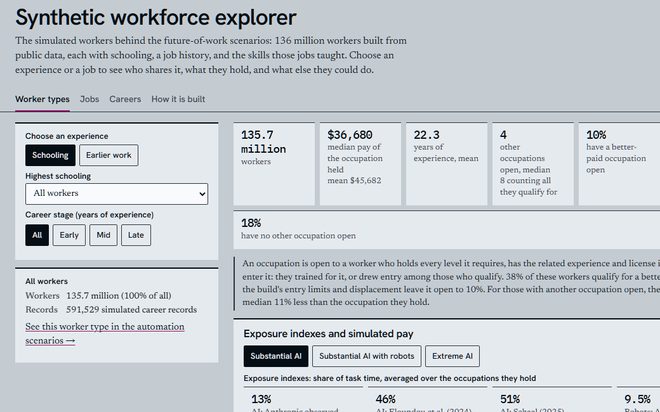 Synthetic workforce explorer
The simulated workers behind the future-of-work scenarios: 136 million workers built from
public data, each with schooling, a job history, and the skills those jobs taught. Choose an
experience or a job to see who shares it, what they hold, and what else they could do.
Worker types Jobs Careers How it is built
Choose an experience
Schooling Earlier work
Highest schooling
All workers
Career stage (years of experience)
All Early Mid Late
All workers
Workers 135.7 million (100% of all)
Records 591,529 simulated career records
See this worker type in the automation
scenarios →
135.7
million
workers
$36,680
median pay of
the occupation
held
mean $45,682
22.3
years of
experience, mean
4
other
occupations
open, median
8 counting all
they qualify for
10%
have a better-
paid occupation
open
18%
have no other occupation open
An occupation is open to a worker who holds every level it requires, has the related experience and license
enter it: they trained for it, or drew entry among those who qualify. 38% of these workers qualify for a
the build's entry limits and displacement leave it open to 10%. For those with another occupation open, the
median 11% less than the occupation they hold.
Exposure indexes and simulated pay
Substantial AI Substantial AI with robots Extreme AI
Exposure indexes: share of task time, averaged over the occupations they hold
13% 46% 51% 9.5%